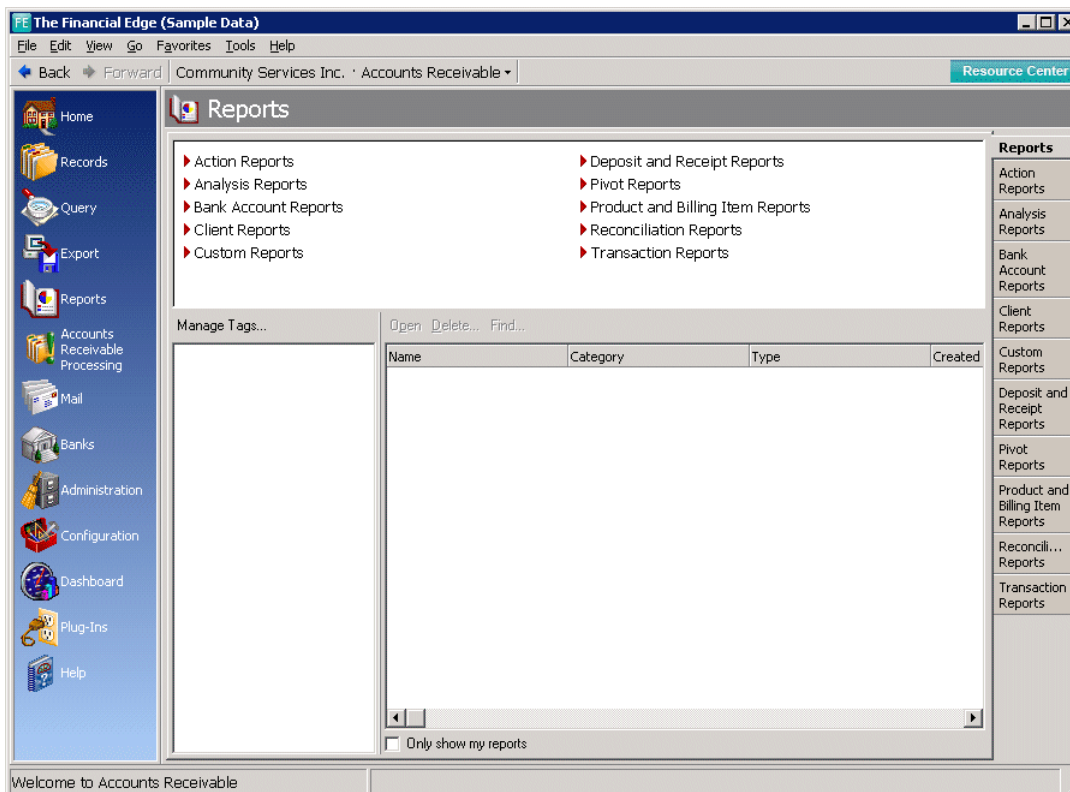 FE The Financial Edge (Sample Data)
File Edit View Go Favorites Tools Help
Back Forward Community Services Inc. · Accounts Receivable
Resource Center
Home
Records
Query
Export
Reports
Accounts
Receivable
Processing
Mail
Banks
Administration
Configuration
Dashboard
Plug-Ins
Help
Reports
Action Reports
Analysis Reports
Bank Account Reports
Client Reports
Custom Reports
Deposit and Receipt Reports
Pivot Reports
Product and Billing Item Reports
Reconciliation Reports
Transaction Reports
Manage Tags...
Open Delete... Find...
Name Category Type Created
Only show my reports
Reports
Action
Reports
Analysis
Reports
Bank
Account
Reports
Client
Reports
Custom
Reports
Deposit and
Receipt
Reports
Pivot
Reports
Product and
Billing Item
Reports
Reconcili...
Reports
Transaction
Reports
Welcome to Accounts Receivable